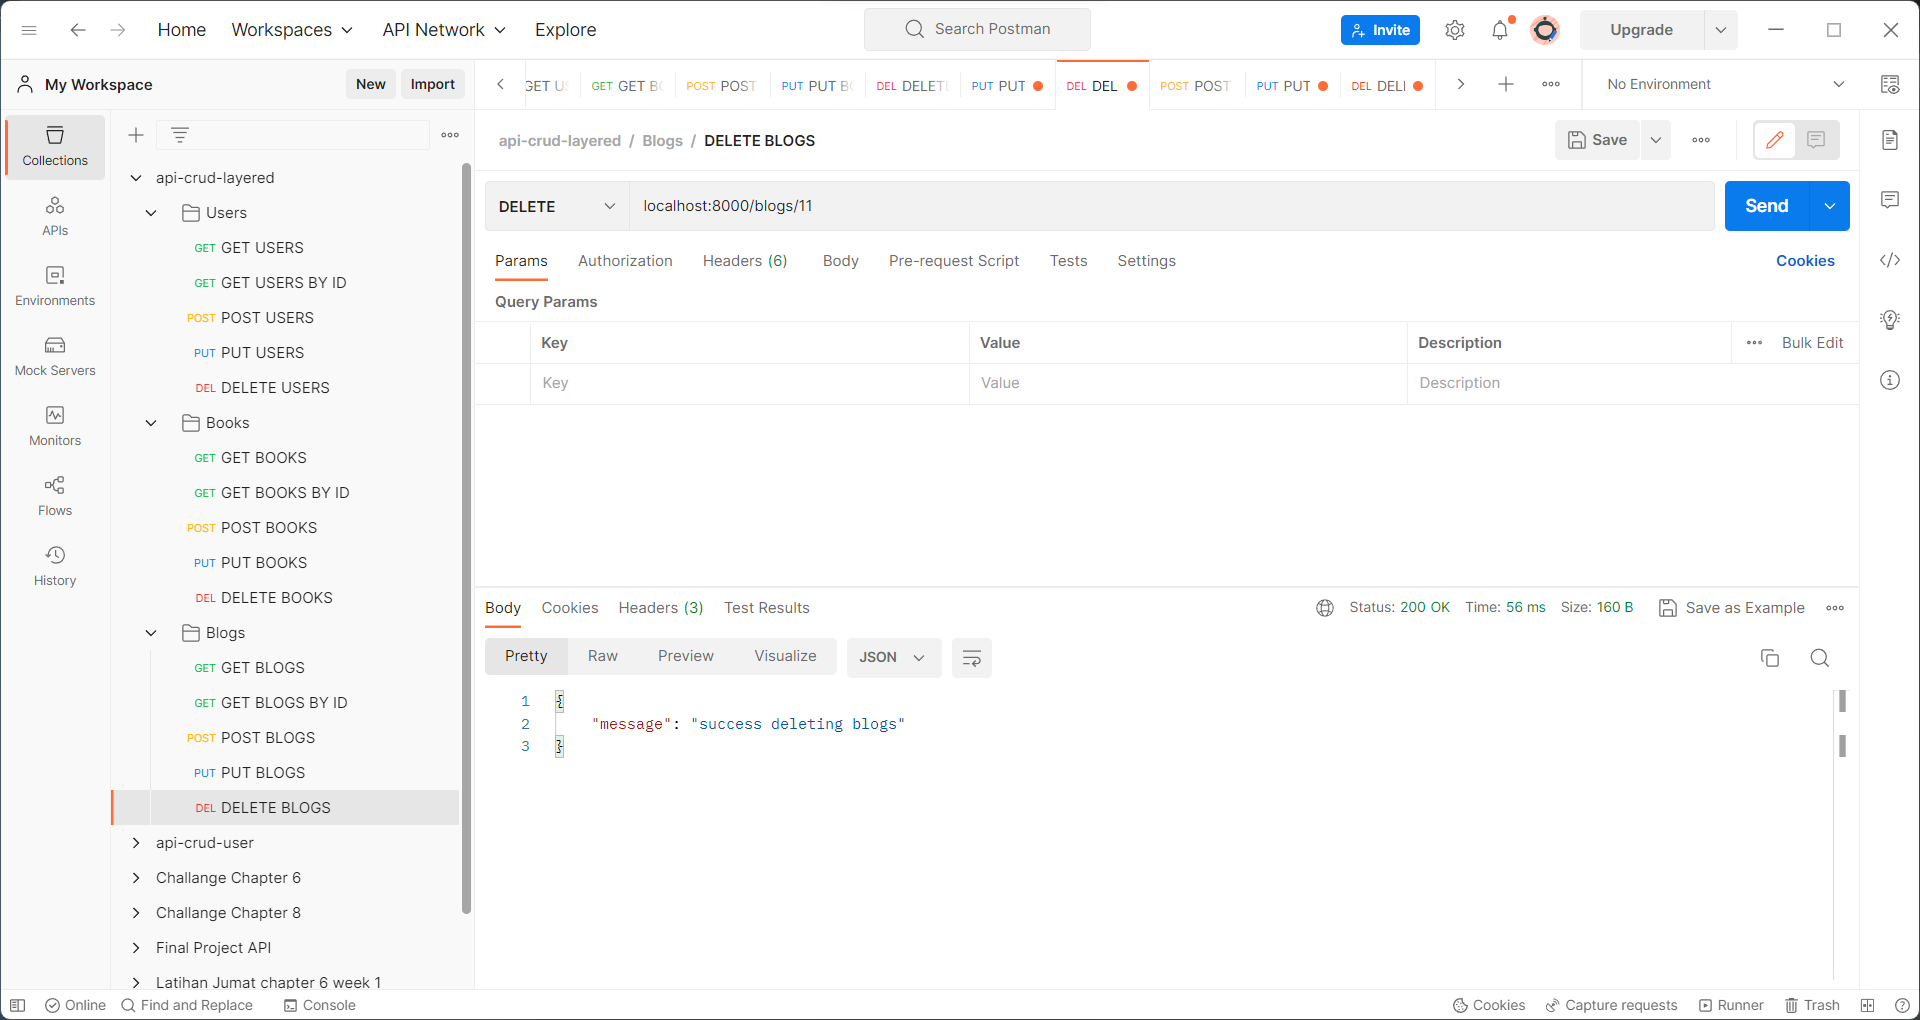 Home Workspaces API Network Explore Search Postman Invite Upgrade
My Workspace New Import
GET US GET GET BO POST POST PUT PUT BO DEL DELET PUT PUT DEL DEL POST POST PUT PUT DEL DELI No Environment
Collections
APIs
Environments
Mock Servers
Monitors
Flows
History
api-crud-layered
Users
GET GET USERS
GET GET USERS BY ID
POST POST USERS
PUT PUT USERS
DEL DELETE USERS
Books
GET GET BOOKS
GET GET BOOKS BY ID
POST POST BOOKS
PUT PUT BOOKS
DEL DELETE BOOKS
Blogs
GET GET BLOGS
GET GET BLOGS BY ID
POST POST BLOGS
PUT PUT BLOGS
DEL DELETE BLOGS
api-crud-user
Challange Chapter 6
Challange Chapter 8
Final Project API
Latihan Jumat chapter 6 week 1
api-crud-layered / Blogs / DELETE BLOGS Save
DELETE localhost:8000/blogs/11 Send
Params Authorization Headers (6) Body Pre-request Script Tests Settings Cookies
Query Params
Key Value Description Bulk Edit
Key Value Description
Body Cookies Headers (3) Test Results Status: 200 OK Time: 56 ms Size: 160 B Save as Example
Pretty Raw Preview Visualize JSON
1 {
2 "message": "success deleting blogs"
3 }
Online Find and Replace Console Cookies Capture requests Runner Trash